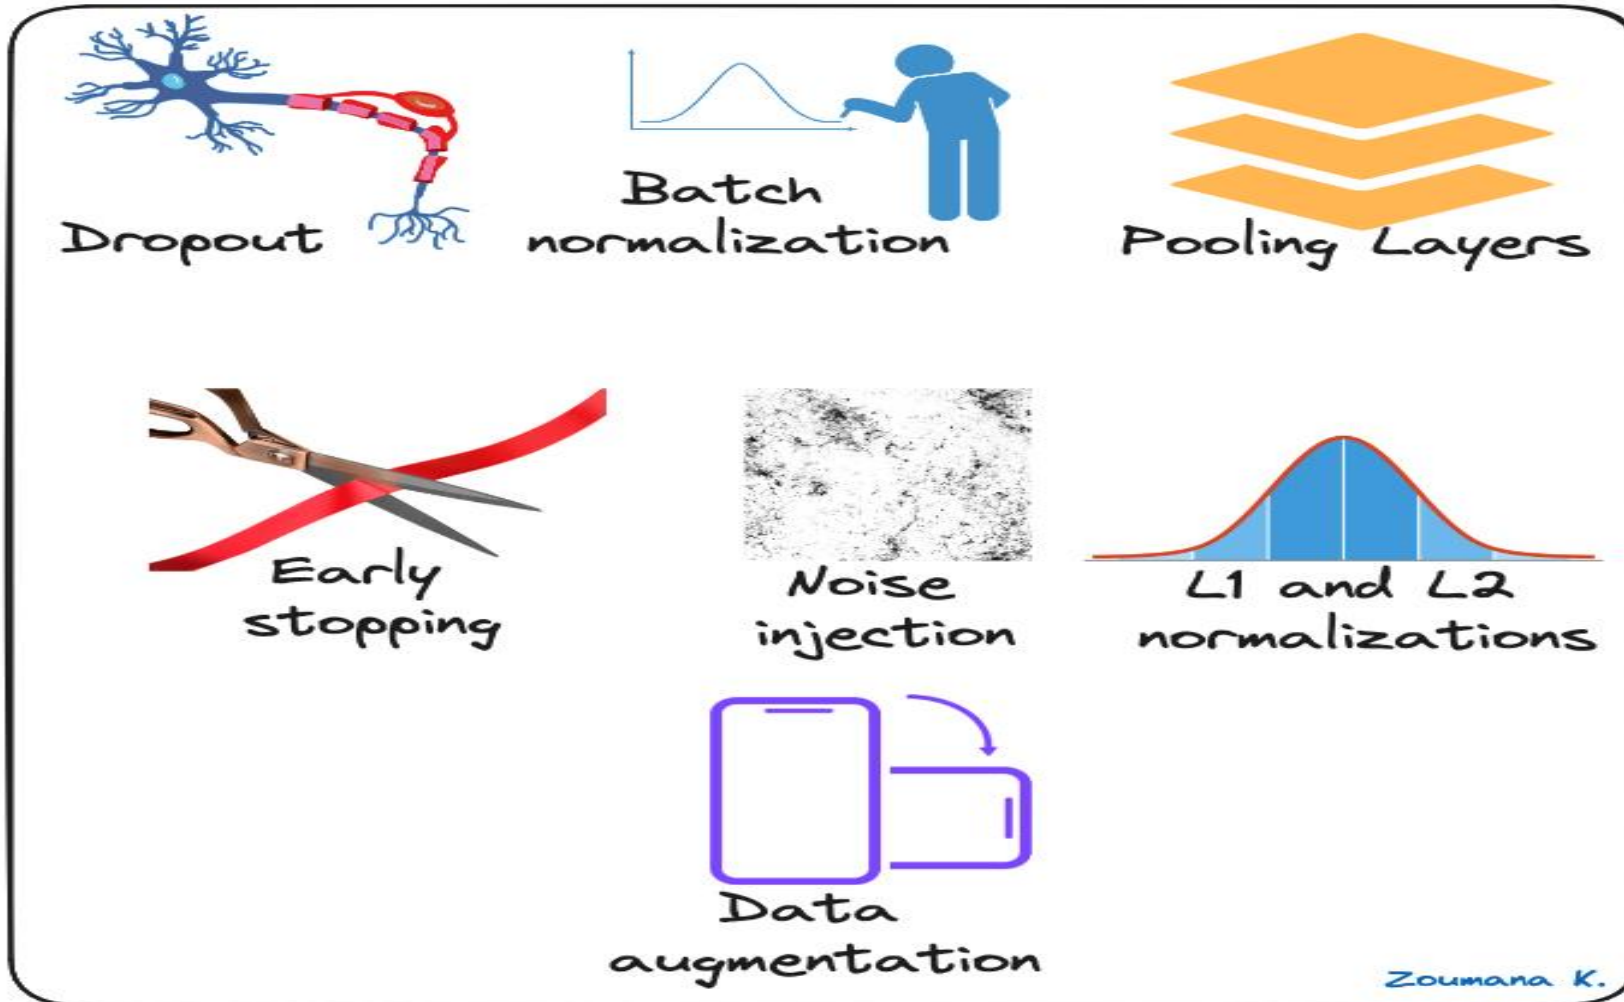 Dropout
Batch
normalization
Pooling Layers
Early
stopping
Noise
injection
L1 and L2
normalizations
Data
augmentation
Zoumana K.